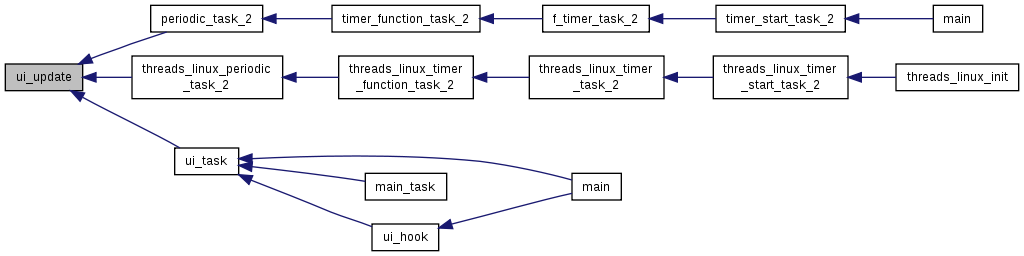 periodic_task_2
timer_function_task_2
f_timer_task_2
timer_start_task_2
main
ui_update
threads_linux_periodic
_task_2
threads_linux_timer
_function_task_2
threads_linux_timer
_task_2
threads_linux_timer
_start_task_2
threads_linux_init
ui_task
main_task
main
ui_hook